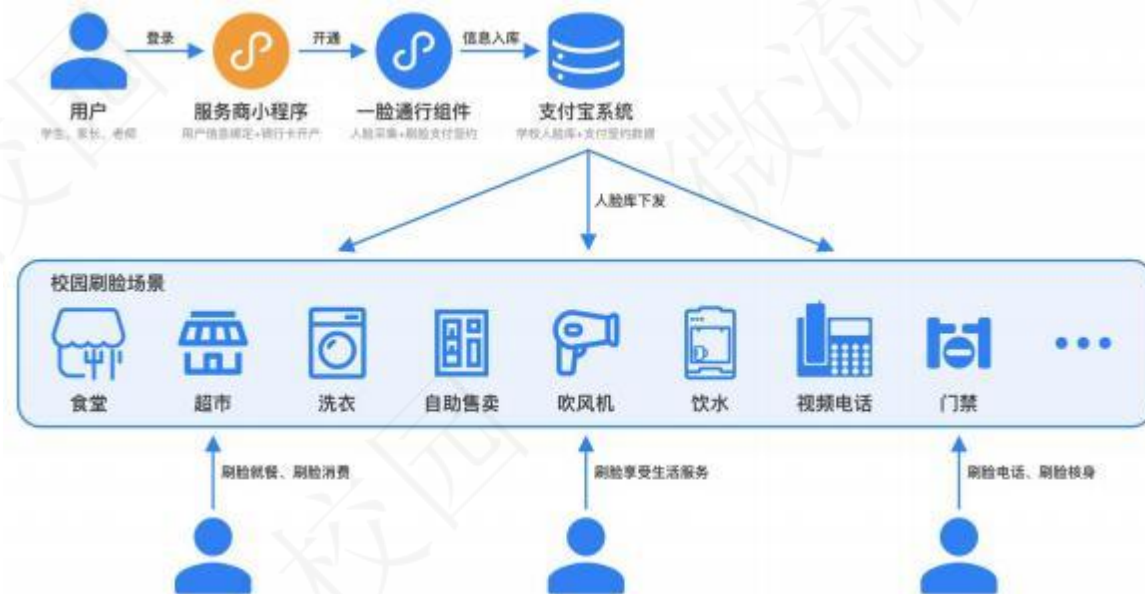 登录
开通
信息入库
用户
服务商小程序
一脸通行组件
支付宝系统
学生、家长、老师
用户信息绑定+银行卡开户
人脸采集+刷脸支付签约
学校人脸库+支付签约数据
人脸库下发
校园刷脸场景
食堂
超市
洗衣
自助售卖
吹风机
饮水
视频电话
门禁
刷脸就餐、刷脸消费
刷脸享受生活服务
刷脸电话、刷脸核身
校园
微流
校园